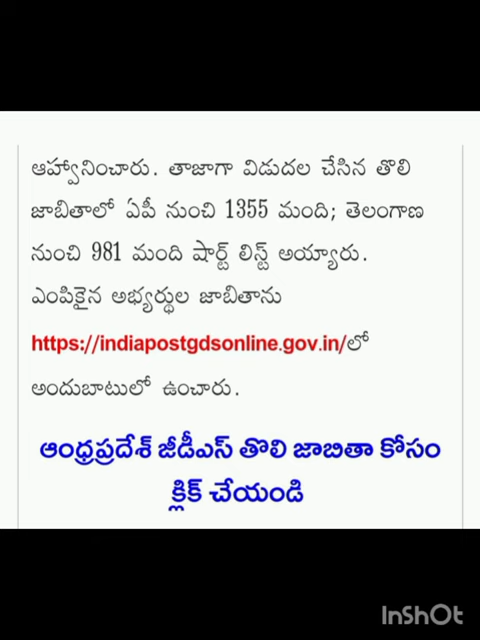 ఆహ్వానించారు. తాజాగా విడుదల చేసిన తొలి
జాబితాలో ఏపీ నుంచి 1355 మంది; తెలంగాణ
నుంచి 981 మంది షార్ట్ లిస్ట్ అయ్యారు.
ఎంపికైన అభ్యర్థుల జాబితాను
https://indiapostgdsonline.gov.in/లో
అందుబాటులో ఉంచారు.
ఆంధ్రప్రదేశ్ జీడీఎస్ తొలి జాబితా కోసం
క్లిక్ చేయండి
InShOt